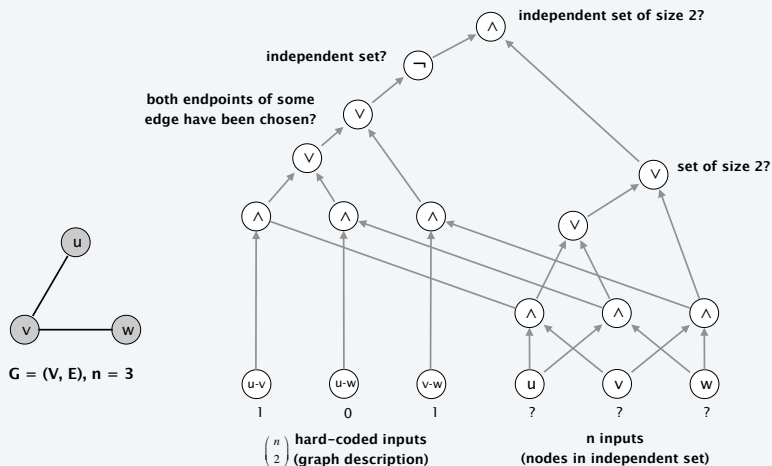 independent set of size 2?
∧
independent set?
¬
both endpoints of some
edge have been chosen?
∨
∨
set of size 2?
∨
∧ ∧ ∧ ∨
u
v w
∧ ∧ ∧
G = (V, E), n = 3
u-v u-w v-w u v w
1 0 1 ? ? ?
(n 2) hard-coded inputs
(graph description)
n inputs
(nodes in independent set)